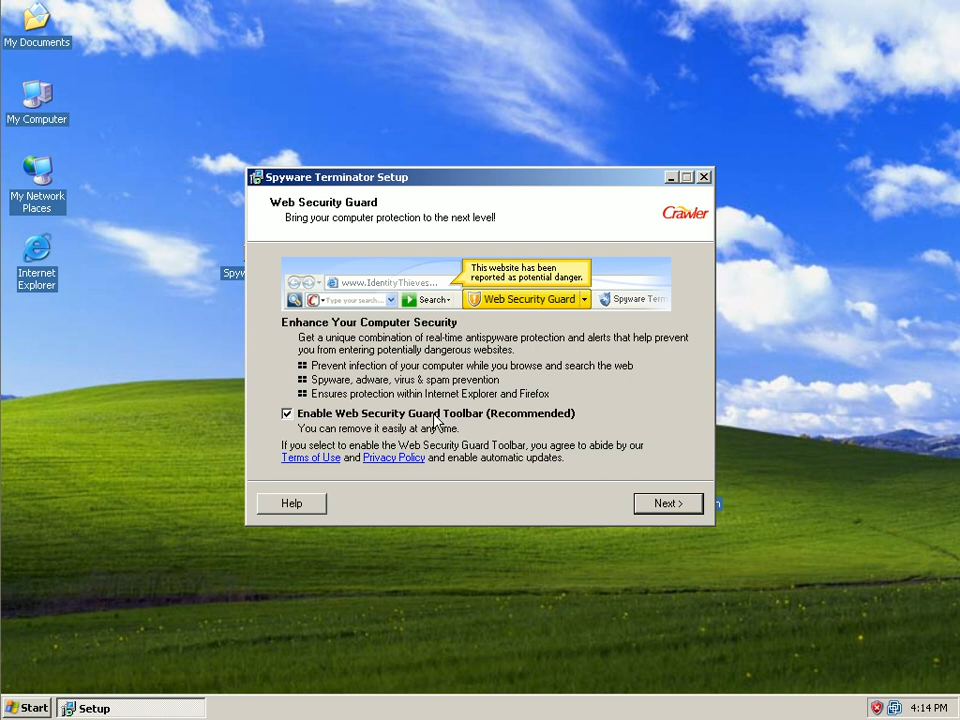 My Documents
My Computer
My Network
Places
Internet
Explorer
Spyw
Spyware Terminator Setup
Web Security Guard
Bring your computer protection to the next level!
Crawler
This website has been
reported as potential danger.
www.IdentityThieves...
Type your search...
Search
Web Security Guard
Spyware Term
Enhance Your Computer Security
Get a unique combination of real-time antispyware protection and alerts that help prevent
you from entering potentially dangerous websites.
Prevent infection of your computer while you browse and search the web
Spyware, adware, virus & spam prevention
Ensures protection within Internet Explorer and Firefox
Enable Web Security Guard Toolbar (Recommended)
You can remove it easily at anytime.
If you select to enable the Web Security Guard Toolbar, you agree to abide by our
Terms of Use and Privacy Policy and enable automatic updates.
Help
Next >
n
Start
Setup
4:14 PM